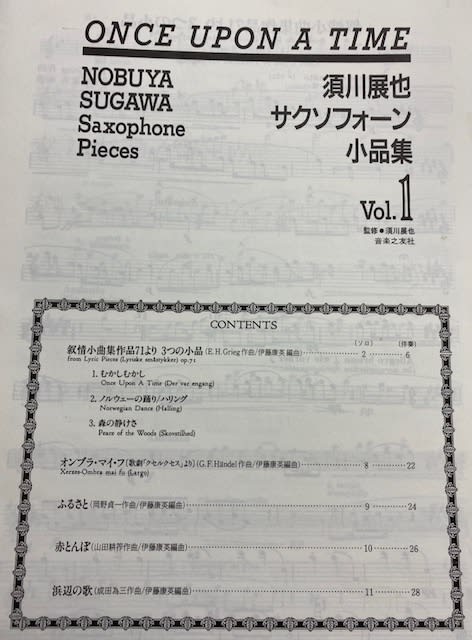 ONCE UPON A TIME
NOBUYA
SUGAWA
Saxophone
Pieces
須川展也
サクソフォーン
小品集
Vol.1
監修●須川展也
音楽之友社
CONTENTS
(ソロ) (伴奏)
叙情小曲集作品71より 3つの小品(E.H.Grieg作曲/伊藤康英編曲) 2 6
from Lyric Pieces (Lyriske småstykker) op.71
1. むかしむかし
Once Upon A Time (Der var engang)
2. ノルウェーの踊り/ハリング
Norwegian Dance (Halling)
3. 森の静けさ
Peace of the Woods (Skovstilhed)
オンブラ・マイ・フ(歌劇「クセルクセス」より)(G.F.Händel作曲/伊藤康英編曲) 8 22
Xerxes-Ombra mai fu (Largo)
ふるさと(岡野貞一作曲/伊藤康英編曲) 9 24
赤とんぼ(山田耕筰作曲/伊藤康英編曲) 10 26
浜辺の歌(成田為三作曲/伊藤康英編曲) 11 28